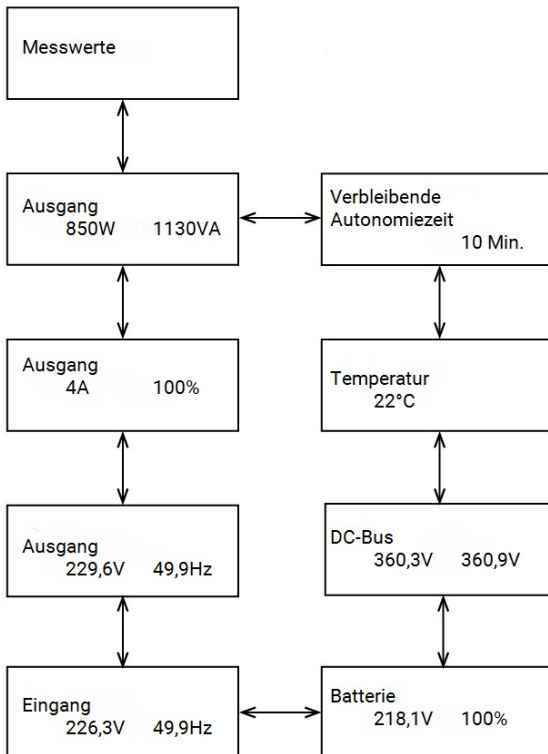 Messwerte
Ausgang
850W 1130VA
Verbleibende
Autonomiezeit
10 Min.
Ausgang
4A 100%
Temperatur
22°C
Ausgang
229,6V 49,9Hz
DC-Bus
360,3V 360,9V
Eingang
226,3V 49,9Hz
Batterie
218,1V 100%